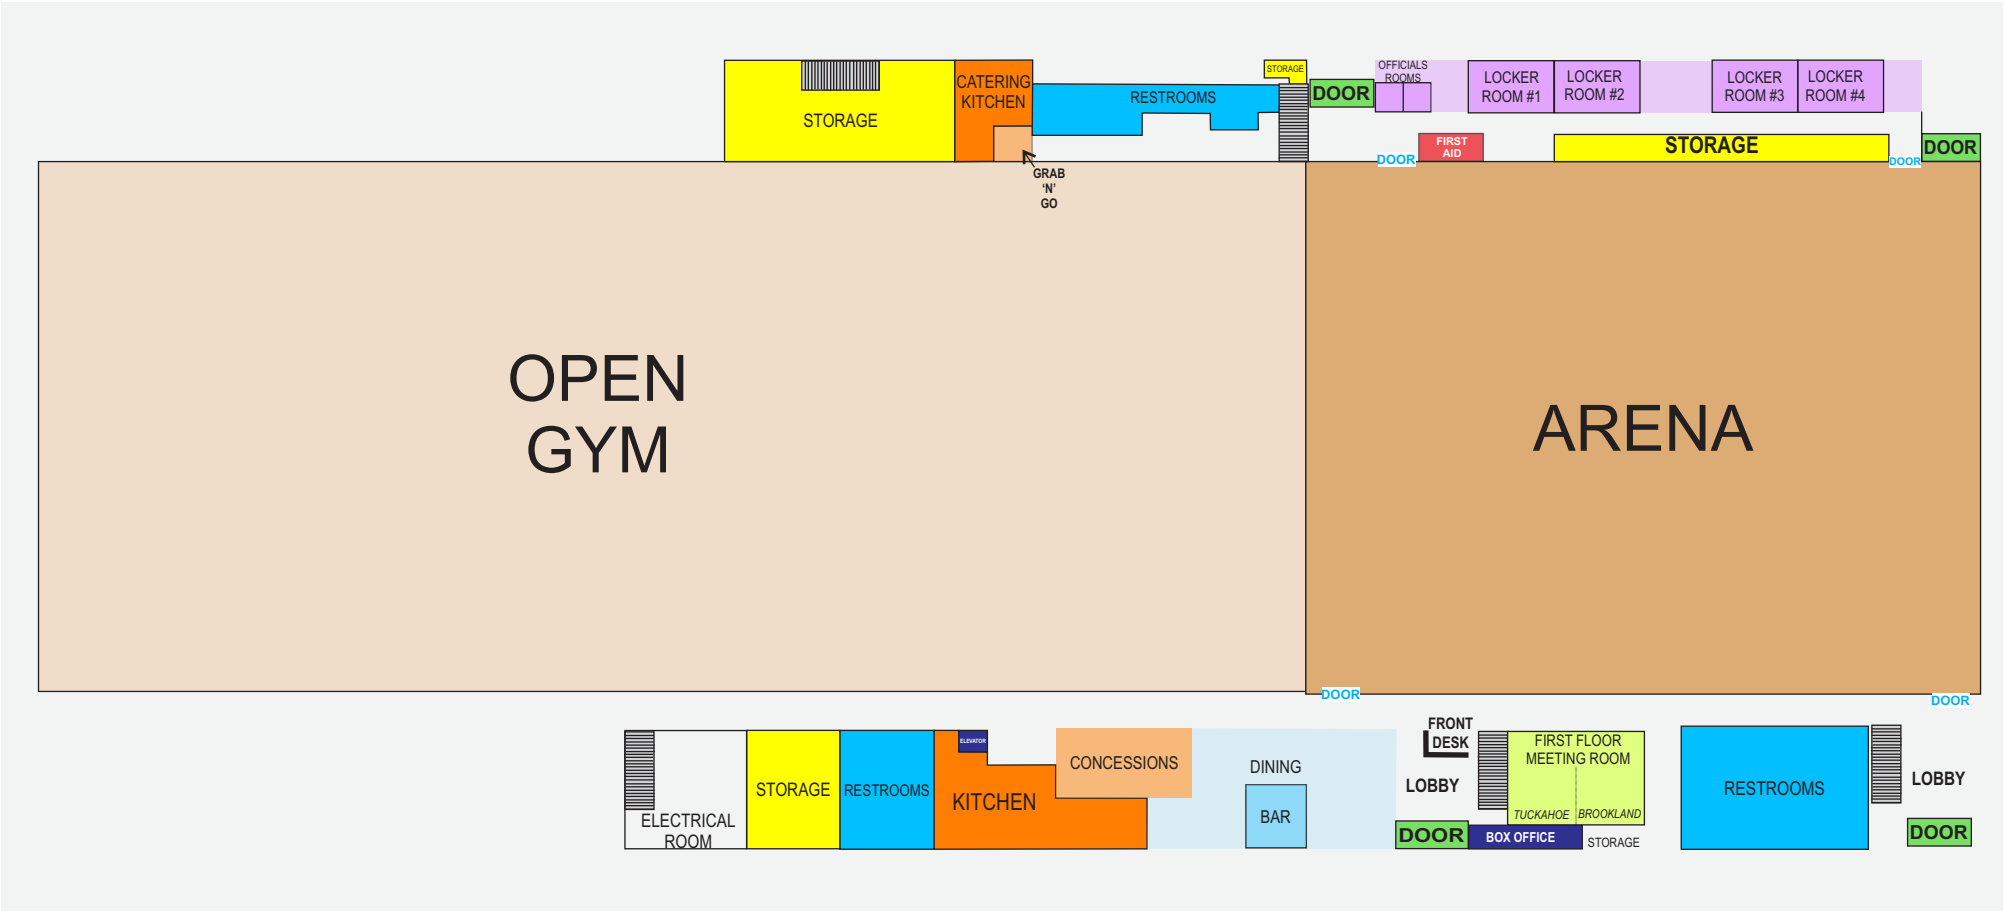 STORAGE
CATERING
KITCHEN
RESTROOMS
STORAGE
DOOR
OFFICIALS
ROOMS
LOCKER
ROOM #1
LOCKER
ROOM #2
LOCKER
ROOM #3
LOCKER
ROOM #4
FIRST
AID
STORAGE
DOOR
DOOR
DOOR
GRAB
‘N’
GO
OPEN
GYM
ARENA
DOOR
DOOR
ELECTRICAL
ROOM
STORAGE
RESTROOMS
ELEVATOR
KITCHEN
CONCESSIONS
DINING
BAR
FRONT
DESK
LOBBY
DOOR
FIRST FLOOR
MEETING ROOM
TUCKAHOE
BROOKLAND
BOX OFFICE
STORAGE
RESTROOMS
LOBBY
DOOR